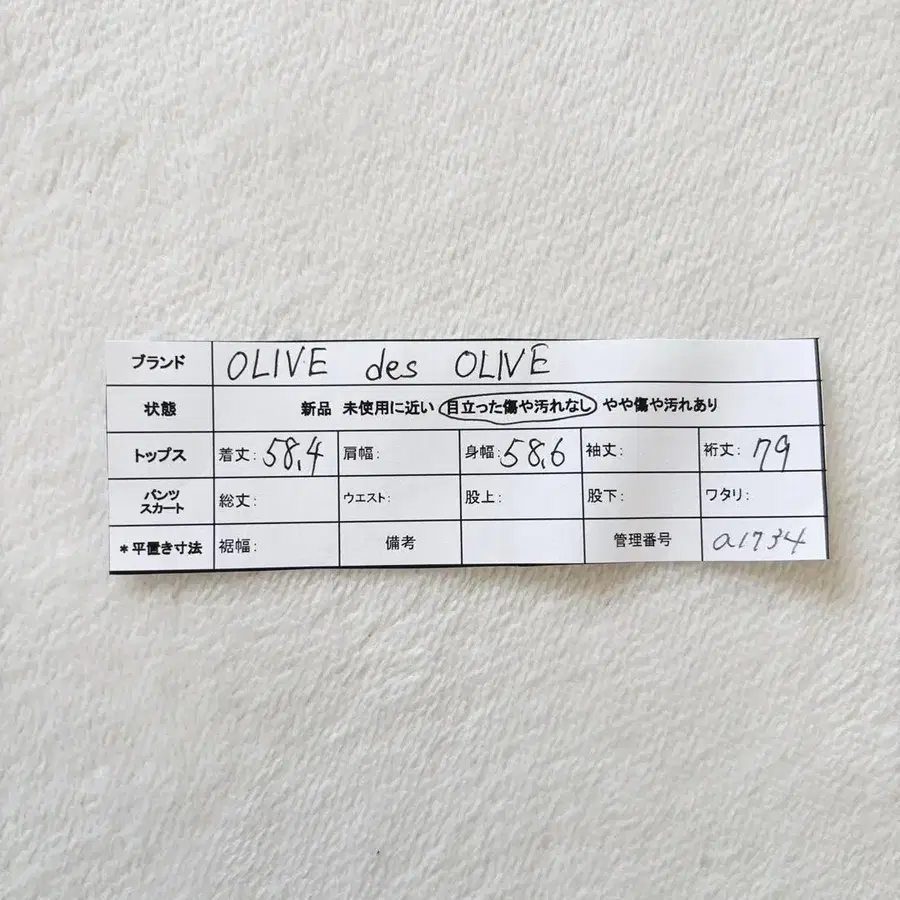 ブランド OLIVE des OLIVE
状態 新品 未使用に近い 目立った傷や汚れなし やや傷や汚れあり
トップス 着丈: 58.4 肩幅: 身幅: 58.6 袖丈: 裄丈: 79
パンツ スカート 総丈: ウエスト: 股上: 股下: ワタリ:
*平置き寸法 裾幅: 備考 管理番号 a1734